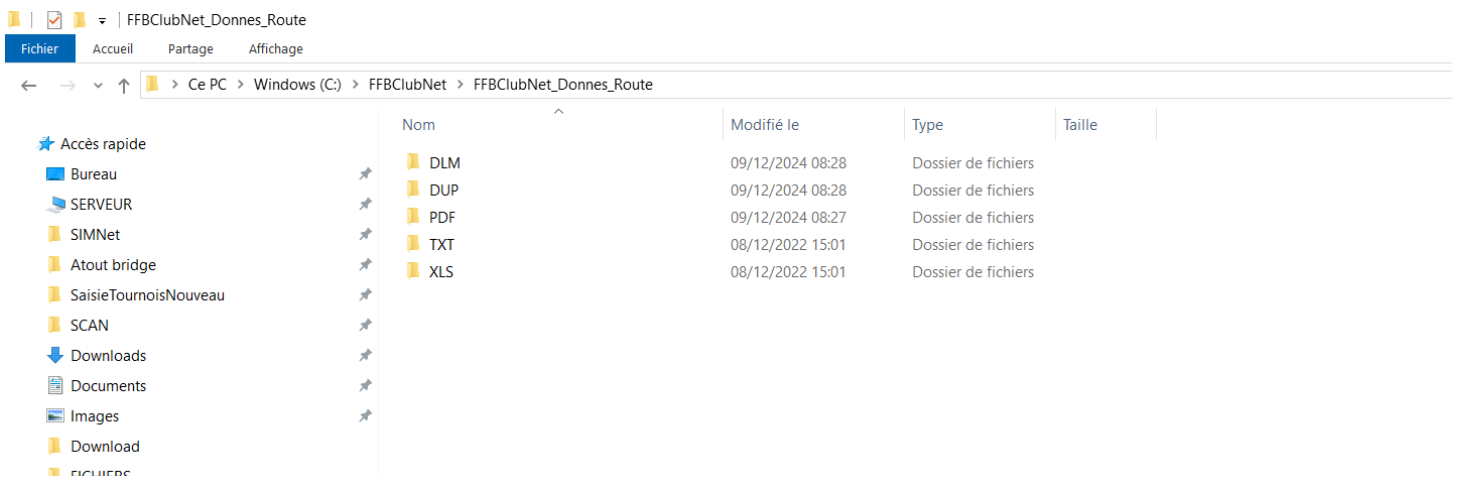 FFBClubNet_Donnes_Route
Fichier Accueil Partage Affichage
Ce PC > Windows (C:) > FFBClubNet > FFBClubNet_Donnes_Route
Nom Modifié le Type Taille
Accès rapide
Bureau
SERVEUR
SIMNet
Atout bridge
SaisieTournoisNouveau
SCAN
Downloads
Documents
Images
Download
FICHIERS
DLM 09/12/2024 08:28 Dossier de fichiers
DUP 09/12/2024 08:28 Dossier de fichiers
PDF 09/12/2024 08:27 Dossier de fichiers
TXT 08/12/2022 15:01 Dossier de fichiers
XLS 08/12/2022 15:01 Dossier de fichiers